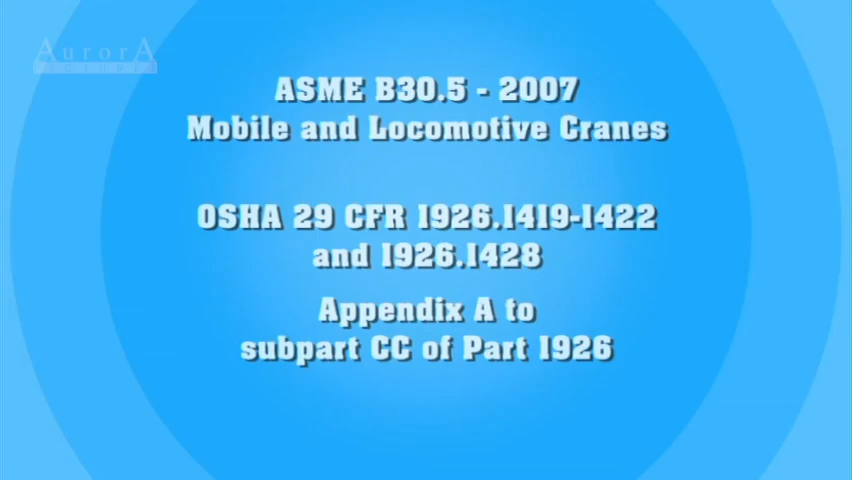 AurorA
PICTURES
ASME B30.5 - 2007
Mobile and Locomotive Cranes
OSHA 29 CFR 1926.1419-1422
and 1926.1428
Appendix A to
subpart CC of Part 1926